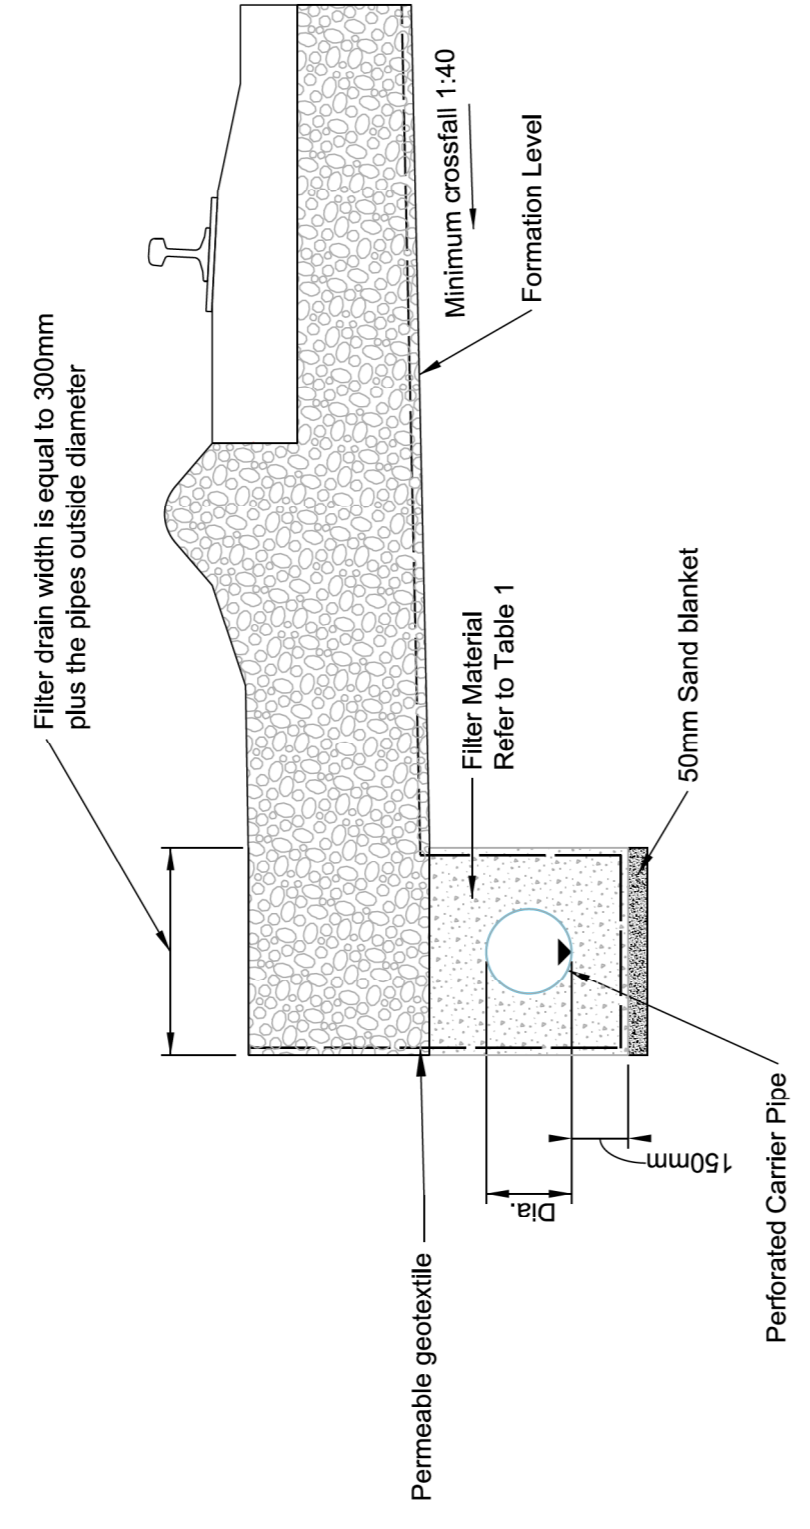 Filter drain width is equal to 300mm
plus the pipes outside diameter
Minimum crossfall 1:40
Formation Level
Filter Material
Refer to Table 1
50mm Sand blanket
Permeable geotextile
Dia.
150mm
Perforated Carrier Pipe